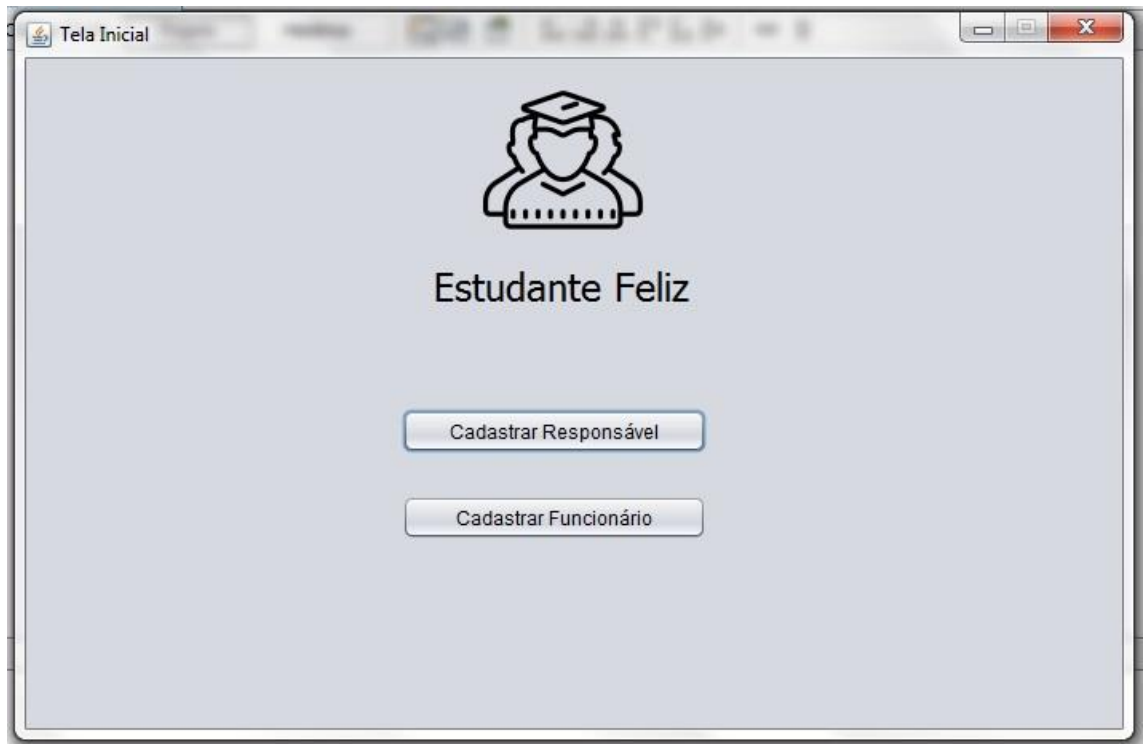 Tela Inicial
Estudante Feliz
Cadastrar Responsável
Cadastrar Funcionário